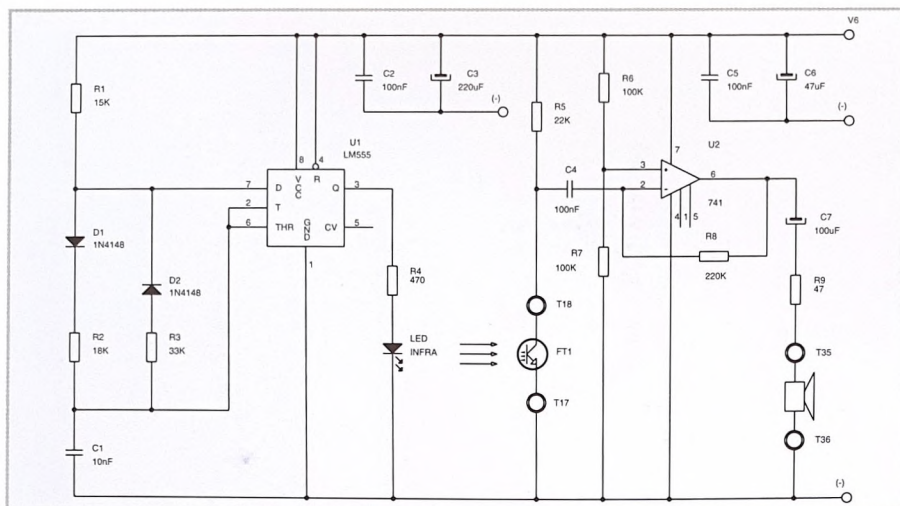 V6
R1
15K
C2
100nF
C3
220uF
(-)
R5
22K
R6
100K
C5
100nF
C6
47uF
(-)
U1
LM555
8
4
V
CC
R
7
D
2
T
6
THR
GND
Q
3
CV
5
1
C4
100nF
U2
7
3
+
2
-
6
741
4
1
5
C7
100uF
D1
1N4148
D2
1N4148
R4
470
R7
100K
R8
220K
R9
47
R2
18K
R3
33K
LED
INFRA
T18
FT1
T17
T35
T36
C1
10nF
(-)